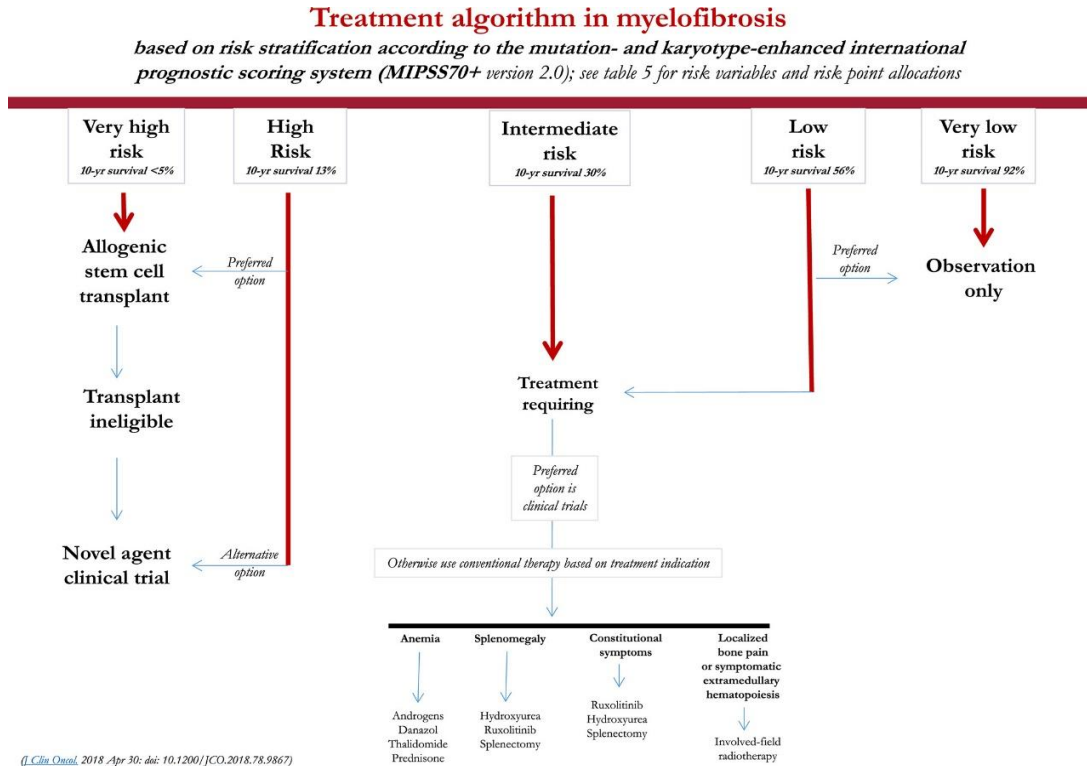 Treatment algorithm in myelofibrosis
based on risk stratification according to the mutation- and karyotype-enhanced international
prognostic scoring system (MIPSS70+ version 2.0); see table 5 for risk variables and risk point allocations
Very high
risk
10-yr survival <5%
High
Risk
10-yr survival 13%
Intermediate
risk
10-yr survival 30%
Low
risk
10-yr survival 56%
Very low
risk
10-yr survival 92%
Allogenic
stem cell
transplant
Preferred
option
Preferred
option
Observation
only
Transplant
ineligible
Treatment
requiring
Preferred
option is
clinical trials
Novel agent
clinical trial
Alternative
option
Otherwise use conventional therapy based on treatment indication
Anemia
Androgens
Danazol
Thalidomide
Prednisone
Splenomegaly
Hydroxyurea
Ruxolitinib
Splenectomy
Constitutional
symptoms
Ruxolitinib
Hydroxyurea
Splenectomy
Localized
bone pain
or symptomatic
extramedullary
hematopoiesis
Involved-field
radiotherapy
(J Clin Oncol. 2018 Apr 30: doi: 10.1200/JCO.2018.78.9867)